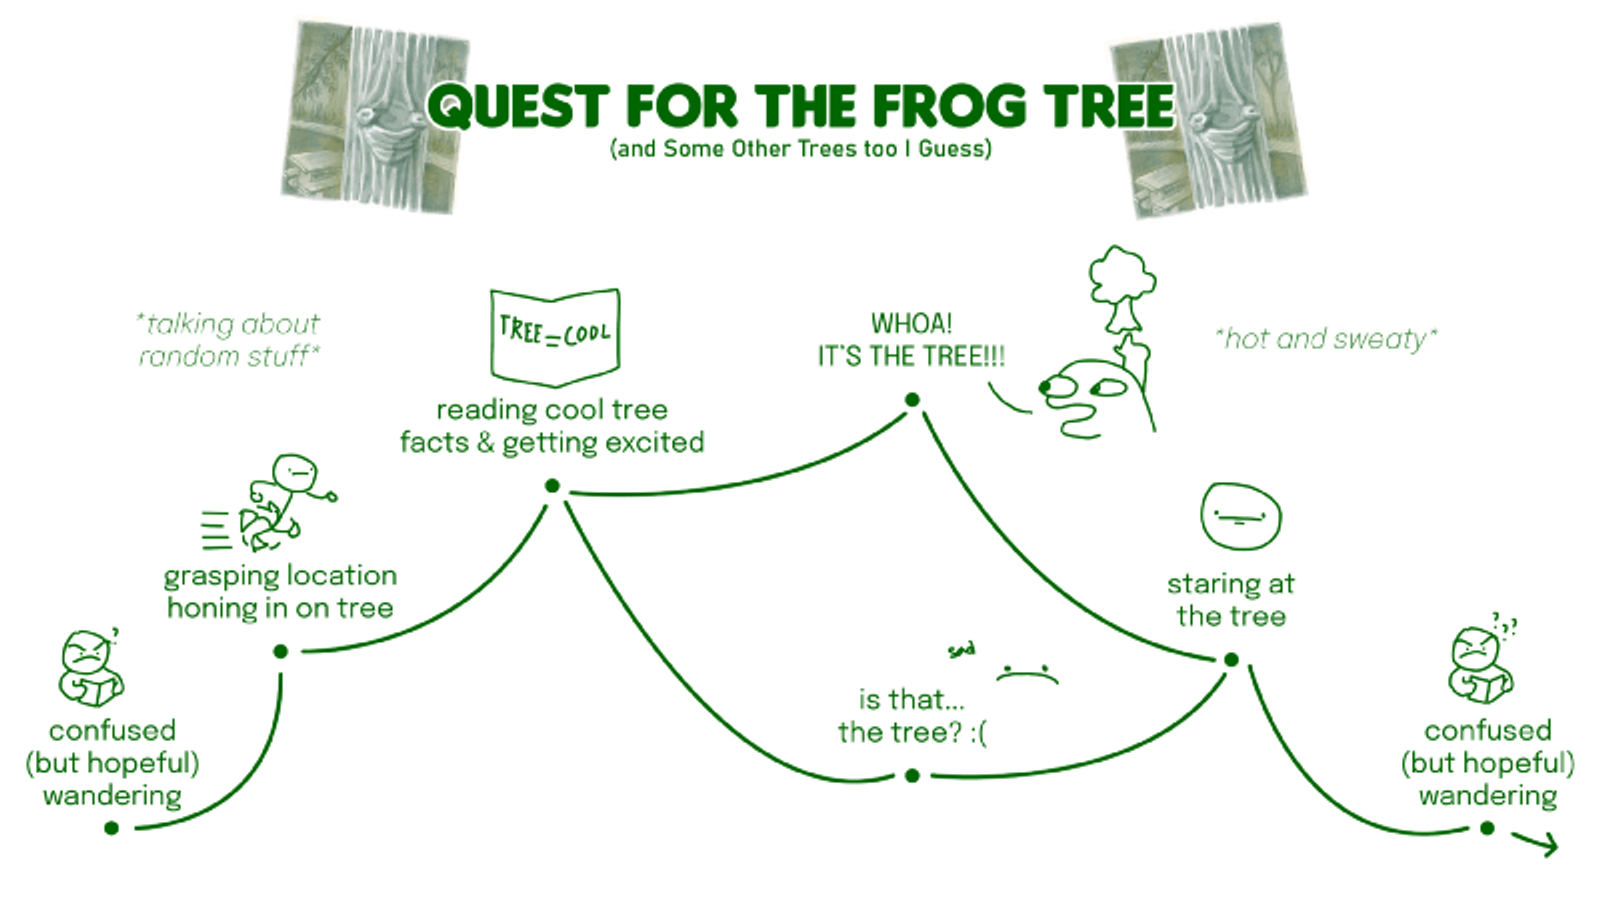 QUEST FOR THE FROG TREE
(and Some Other Trees too I Guess)
*talking about
random stuff*
TREE=COOL
reading cool tree
facts & getting excited
WHOA!
IT'S THE TREE!!!
*hot and sweaty*
grasping location
honing in on tree
staring at
the tree
?
confused
(but hopeful)
wandering
sad
is that...
the tree? :(
???
confused
(but hopeful)
wandering